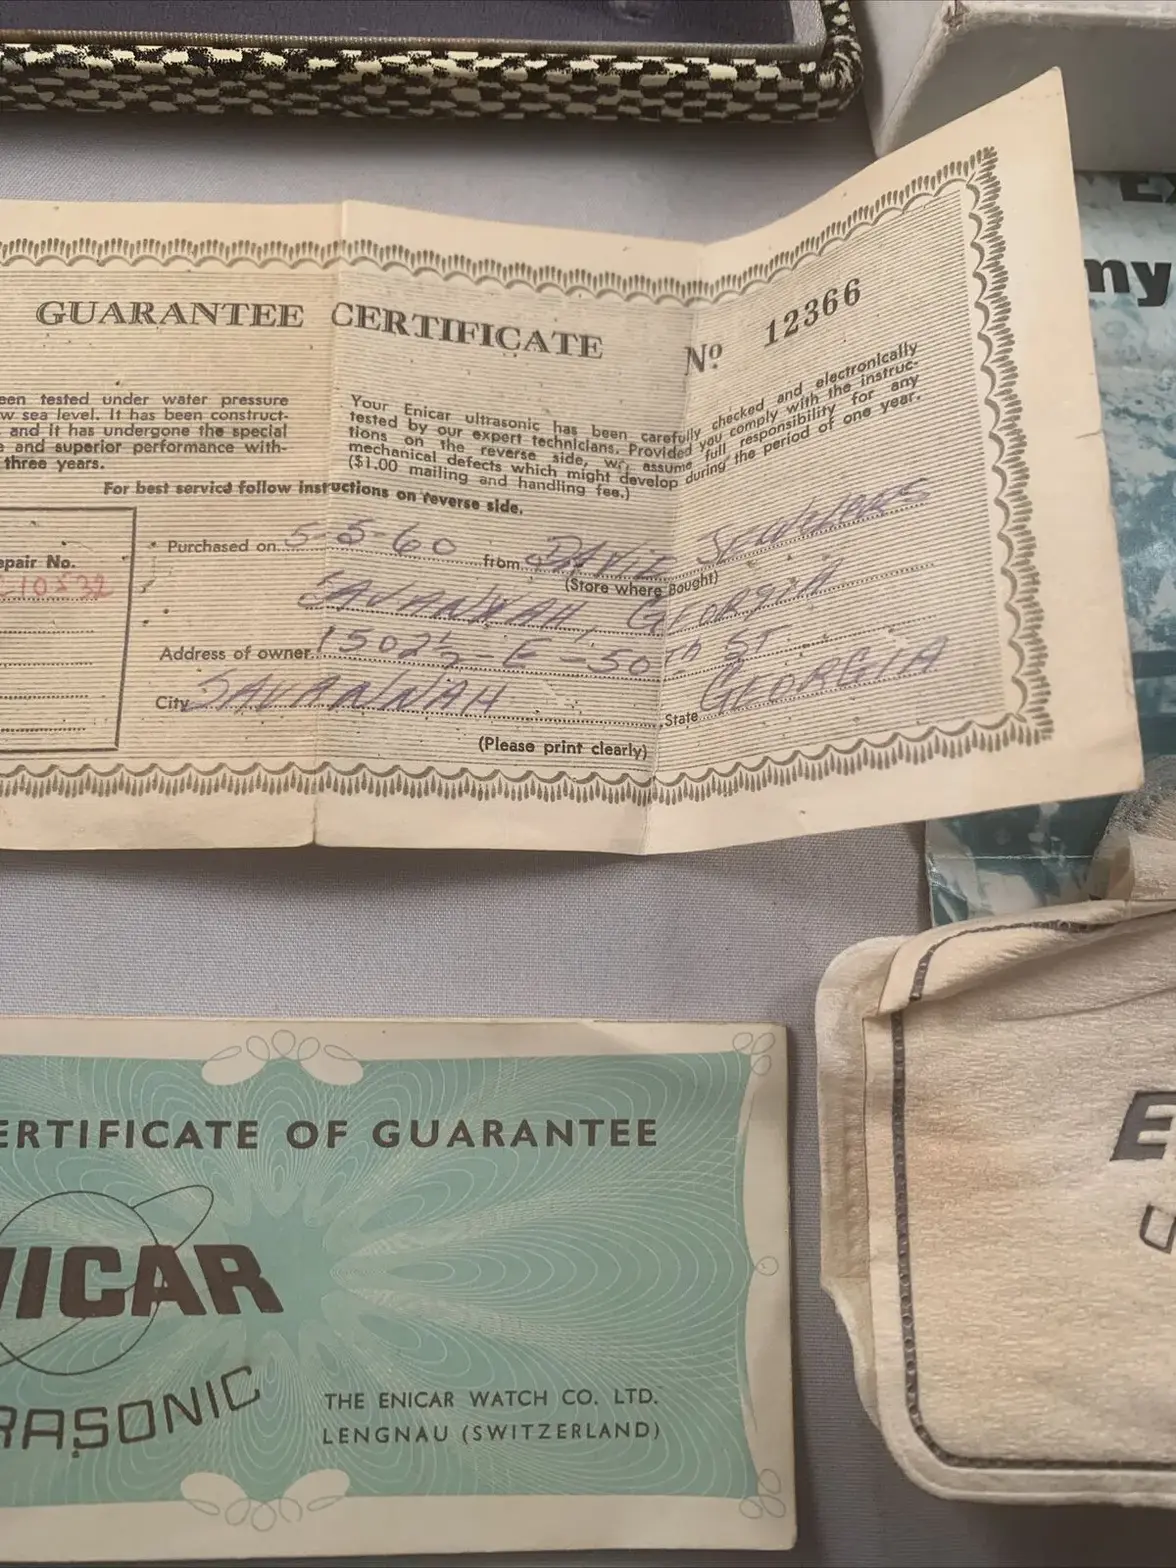 my
GUARANTEE CERTIFICATE Nº 12366
een tested under water pressure
w sea level. It has been construct-
and it has undergone the special
and superior performance with-
three years.
Your Enicar ultrasonic has been carefully checked and electronically
tested by our expert technicians. Provided you comply with the instruc-
tions on the reverse side, we assume full responsibility for any
mechanical defects which might develop during the period of one year.
($1.00 mailing and handling fee.)
For best service follow instructions on reverse side.
epair No.
Purchased on 5-5-60 from
(Store where Bought)
SAVANNAH, GEORGIA
Address of owner 1502½-E-50TH ST
City SAVANNAH State GEORGIA
(Please print clearly)
ERTIFICATE OF GUARANTEE
NICAR
RASONIC
THE ENICAR WATCH CO. LTD.
LENGNAU (SWITZERLAND)
E